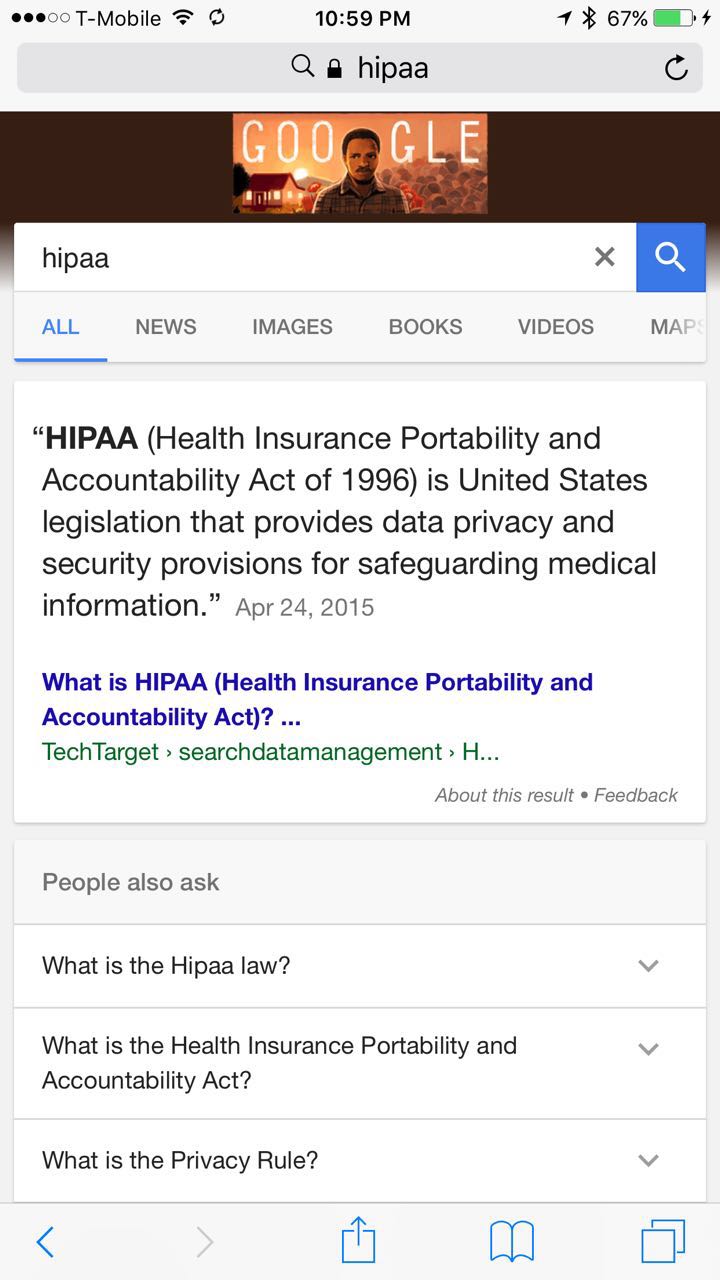 T-Mobile 10:59 PM 67%
hipaa
GOOGLE
hipaa
ALL NEWS IMAGES BOOKS VIDEOS MAPS
“HIPAA (Health Insurance Portability and
Accountability Act of 1996) is United States
legislation that provides data privacy and
security provisions for safeguarding medical
information.” Apr 24, 2015
What is HIPAA (Health Insurance Portability and
Accountability Act)? ...
TechTarget › searchdatamanagement › H...
About this result • Feedback
People also ask
What is the Hipaa law?
What is the Health Insurance Portability and
Accountability Act?
What is the Privacy Rule?